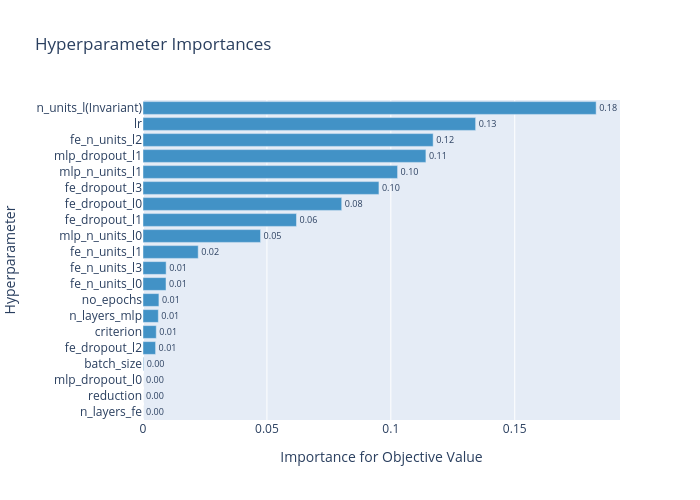 Hyperparameter Importances
Hyperparameter
n_units_l(Invariant) 0.18
lr 0.13
fe_n_units_l2 0.12
mlp_dropout_l1 0.11
mlp_n_units_l1 0.10
fe_dropout_l3 0.10
fe_dropout_l0 0.08
fe_dropout_l1 0.06
mlp_n_units_l0 0.05
fe_n_units_l1 0.02
fe_n_units_l3 0.01
fe_n_units_l0 0.01
no_epochs 0.01
n_layers_mlp 0.01
criterion 0.01
fe_dropout_l2 0.01
batch_size 0.00
mlp_dropout_l0 0.00
reduction 0.00
n_layers_fe 0.00
0 0.05 0.1 0.15
Importance for Objective Value